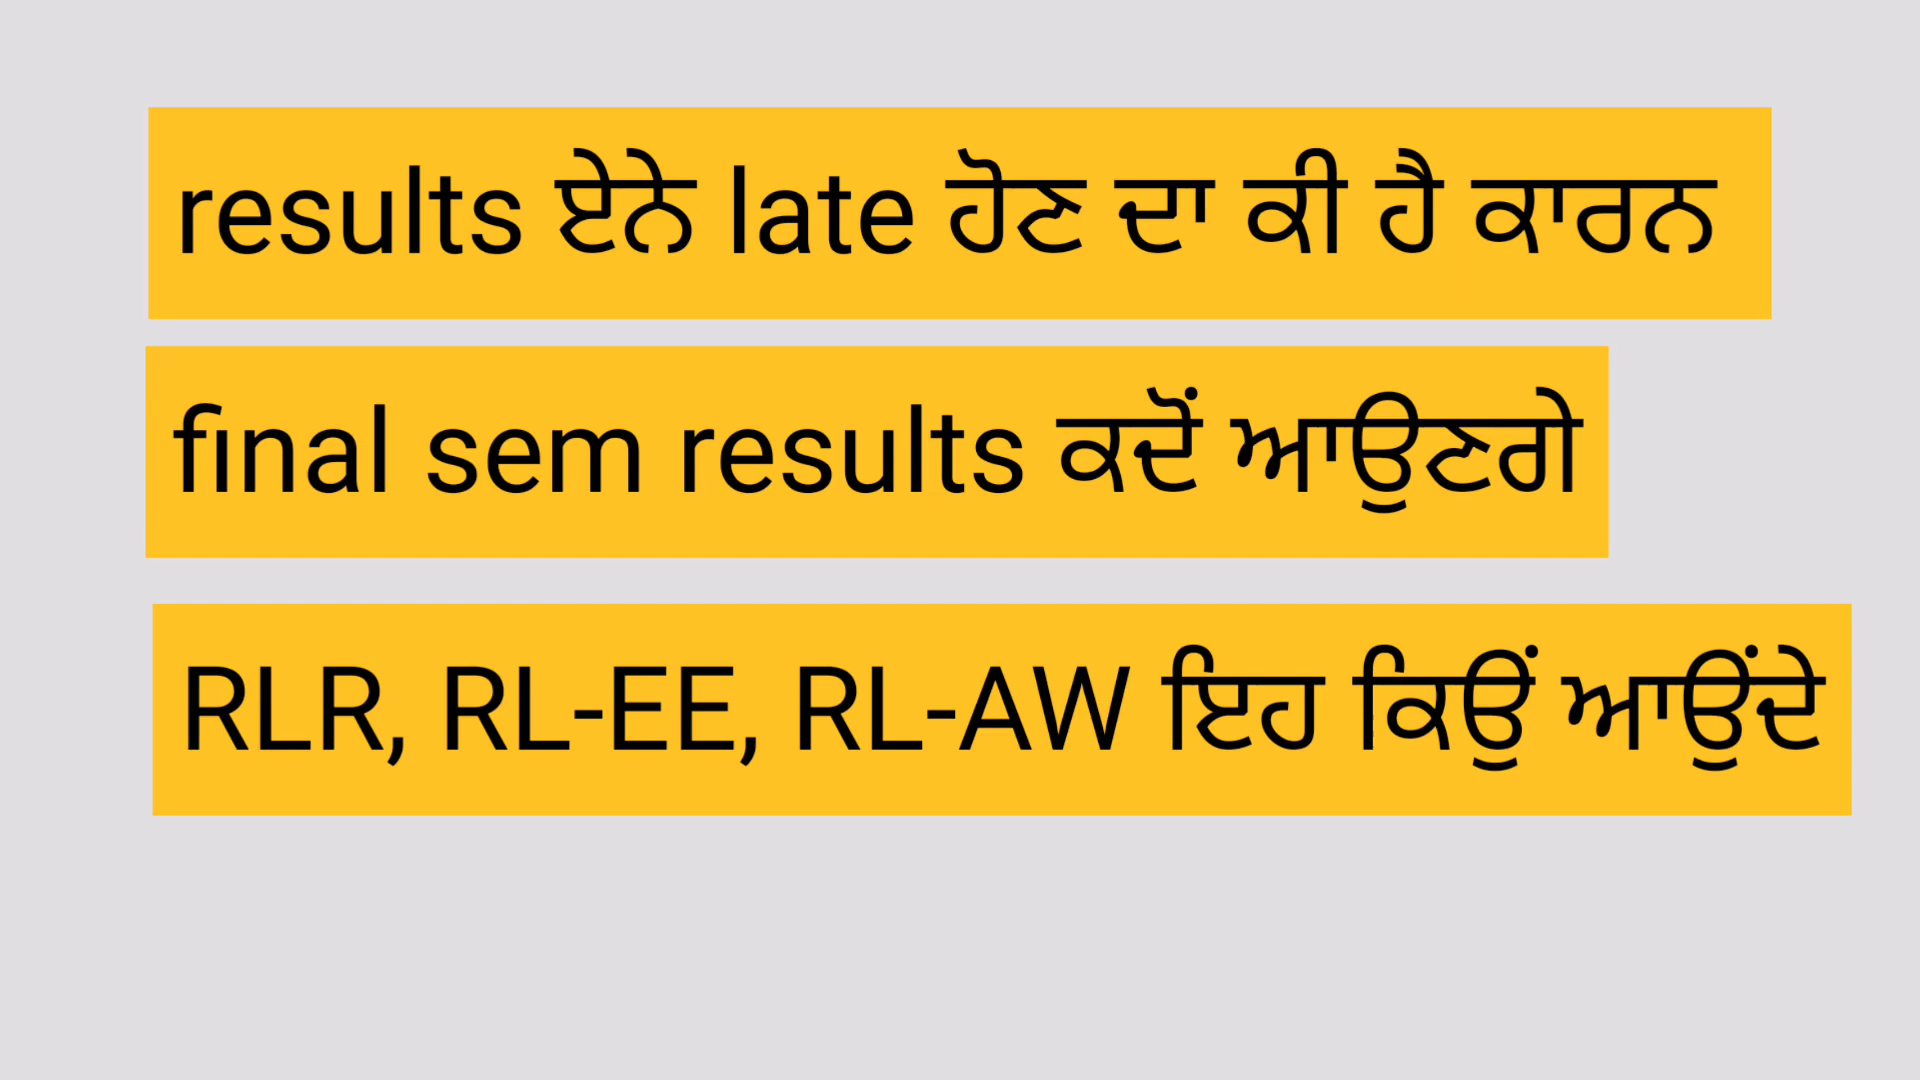 results ਏਨੇ late ਹੋਣ ਦਾ ਕੀ ਹੈ ਕਾਰਨ
final sem results ਕਦੋਂ ਆਉਣਗੇ
RLR, RL-EE, RL-AW ਇਹ ਕਿਉਂ ਆਉਂਦੇ